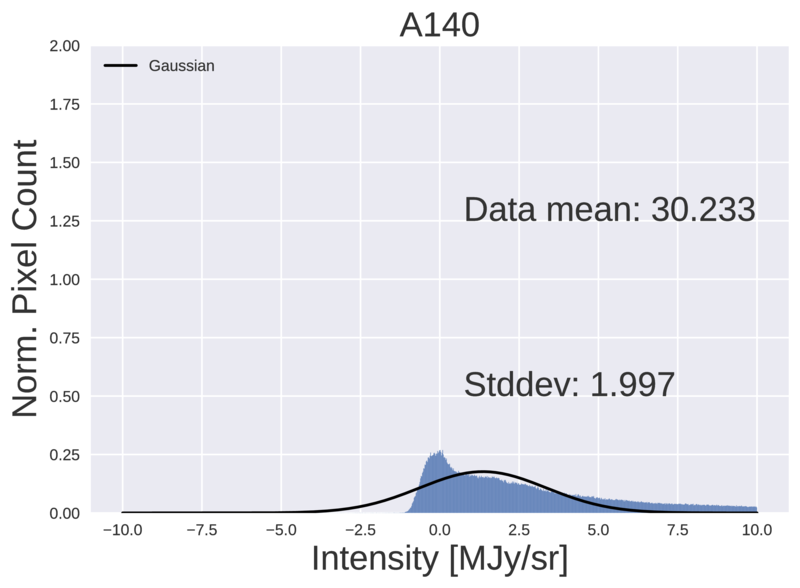 A140
2.00
1.75
1.50
1.25
1.00
0.75
0.50
0.25
0.00
Norm. Pixel Count
Gaussian
Data mean: 30.233
Stddev: 1.997
−10.0 −7.5 −5.0 −2.5 0.0 2.5 5.0 7.5 10.0
Intensity [MJy/sr]